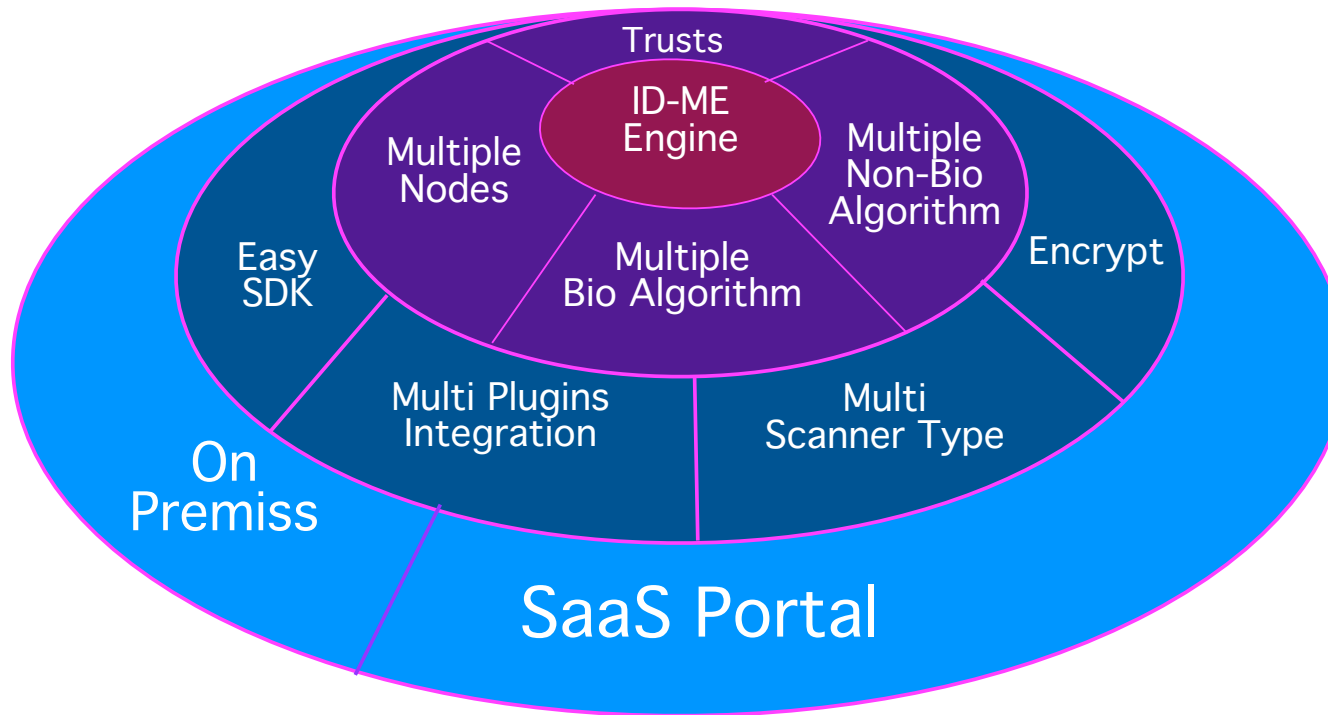 Trusts
ID-ME
Engine
Multiple
Nodes
Multiple
Non-Bio
Algorithm
Multiple
Bio Algorithm
Easy
SDK
Encrypt
Multi Plugins
Integration
Multi
Scanner Type
On
Premiss
SaaS Portal